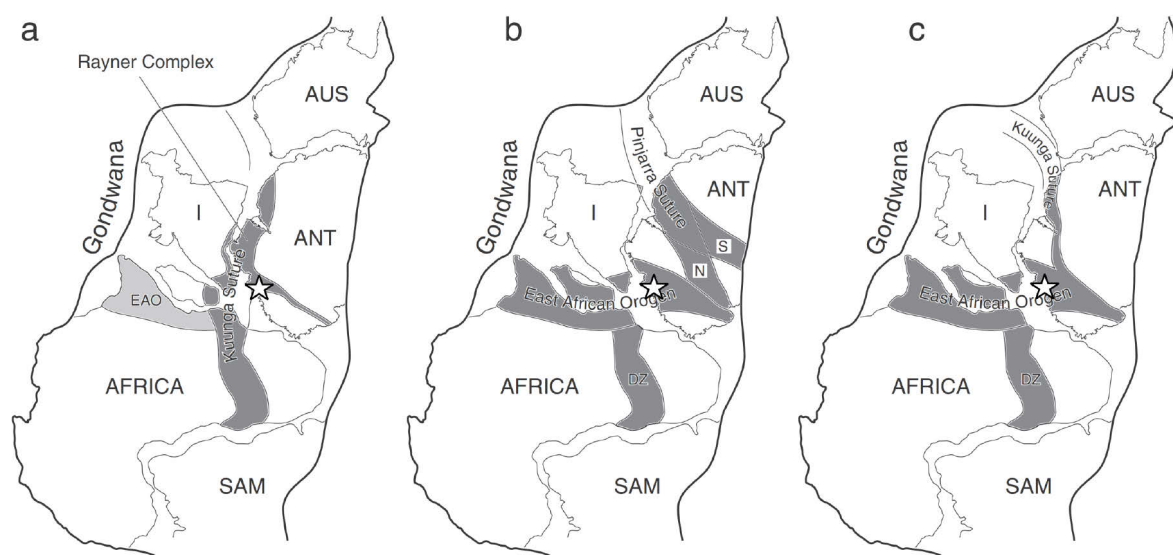 a
Rayner Complex
AUS
Gondwana
I
ANT
EAO
Kuunga Suture
AFRICA
SAM
b
AUS
Gondwana
Pinjarra Suture
ANT
I
S
N
East African Orogen
AFRICA
DZ
SAM
c
AUS
Gondwana
Kuunga Suture
ANT
I
East African Orogen
AFRICA
DZ
SAM